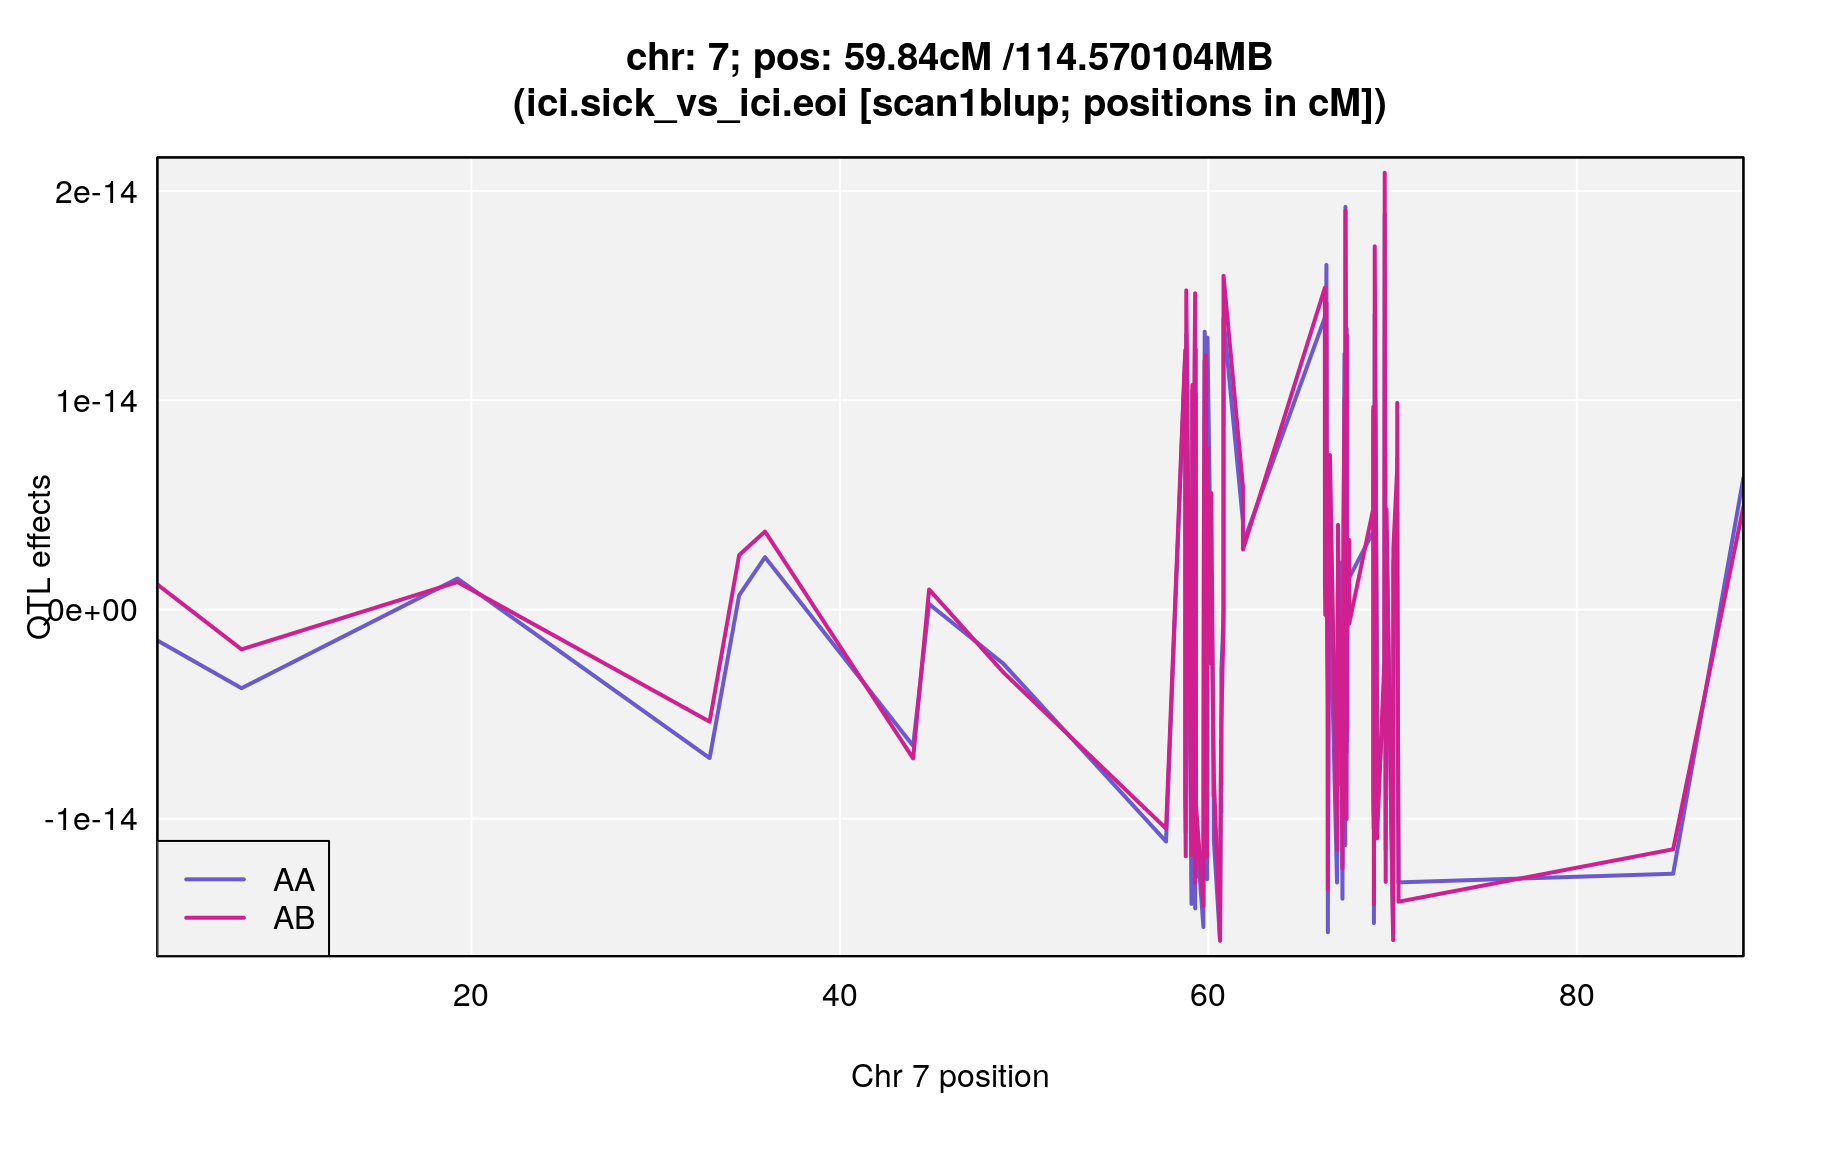 chr: 7; pos: 59.84cM /114.570104MB
(ici.sick_vs_ici.eoi [scan1blup; positions in cM])
QTL effects
2e-14
1e-14
0e+00
-1e-14
AA
AB
20 40 60 80
Chr 7 position